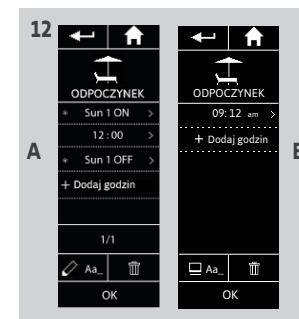 12
ODPOCZYNEK
Sun 1 ON >
12:00 >
Sun 1 OFF >
+ Dodaj godzin
1/1
Aa_
OK
A
ODPOCZYNEK
09:12 am >
+ Dodaj godzin
Aa_
OK